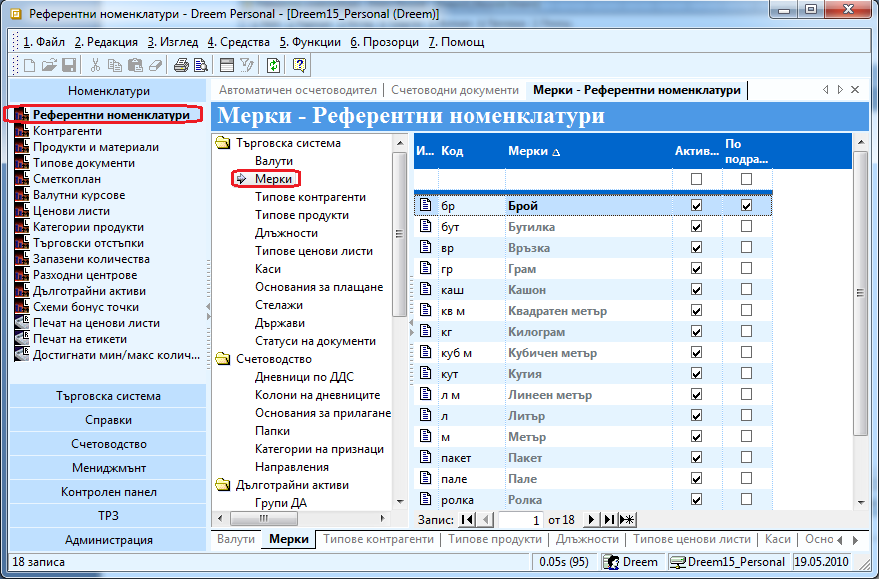 Референтни номенклатури - Dreem Personal - [Dreem15_Personal (Dreem)]
1. Файл 2. Редакция 3. Изглед 4. Средства 5. Функции 6. Прозорци 7. Помощ
Номенклатури
Референтни номенклатури
Контрагенти
Продукти и материали
Типове документи
Сметкоплан
Валутни курсове
Ценови листи
Категории продукти
Търговски отстъпки
Запазени количества
Разходни центрове
Дълготрайни активи
Схеми бонус точки
Печат на ценови листи
Печат на етикети
Достигнати мин/макс колич...
Търговска система
Справки
Счетоводство
Мениджмънт
Контролен панел
ТРЗ
Администрация
Автоматичен осчетоводител Счетоводни документи Мерки - Референтни номенклатури
Мерки - Референтни номенклатури
Търговска система
Валути
Мерки
Типове контрагенти
Типове продукти
Длъжности
Типове ценови листи
Каси
Основания за плащане
Стелажи
Държави
Статуси на документи
Счетоводство
Дневници по ДДС
Колони на дневниците
Основания за прилагане
Папки
Категории на признаци
Направления
Дълготрайни активи
Групи ДА
И... Код Мерки Актив... По подра...
бр Брой
бут Бутилка
вр Връзка
гр Грам
каш Кашон
кв м Квадратен метър
кг Килограм
куб м Кубичен метър
кут Кутия
л м Линеен метър
л Литър
м Метър
пакет Пакет
пале Пале
ролка Ролка
Запис: 1 от 18
Валути Мерки Типове контрагенти Типове продукти Длъжности Типове ценови листи Каси Осно
18 записа 0.05s (95) Dreem Dreem15_Personal 19.05.2010